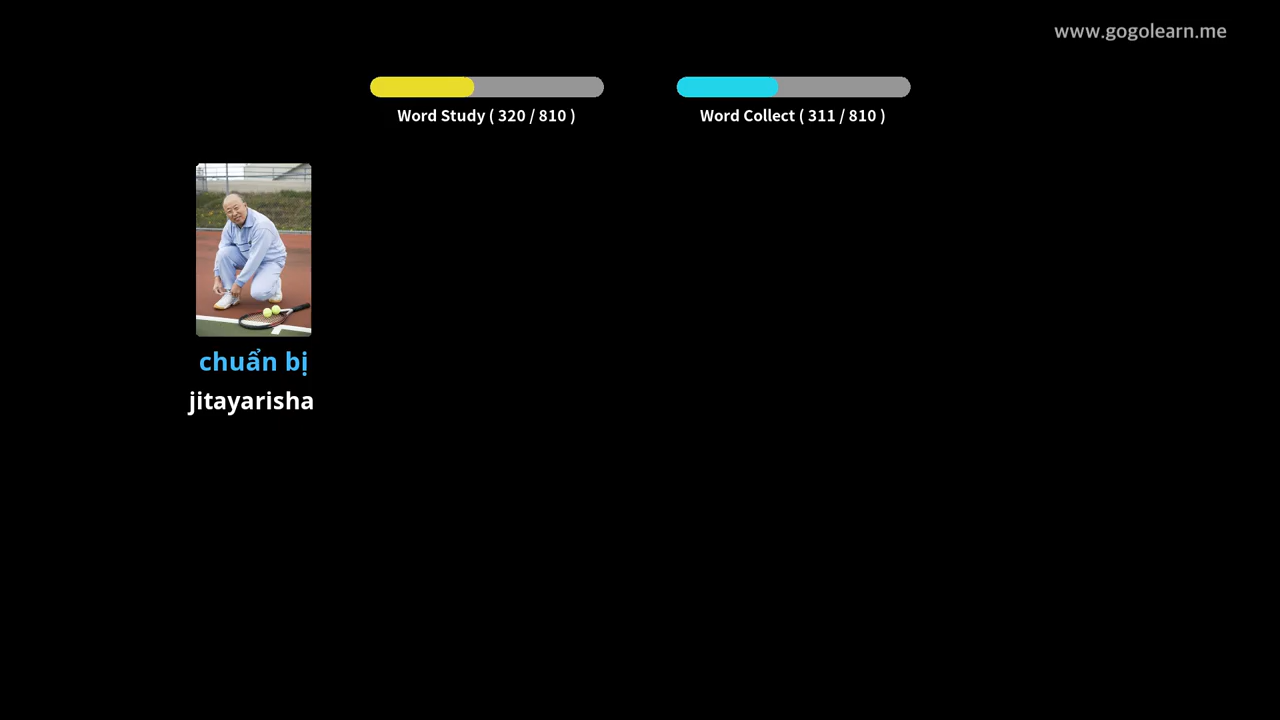 www.gogolearn.me
Word Study ( 320 / 810 )
Word Collect ( 311 / 810 )
chuẩn bị
jitayarisha